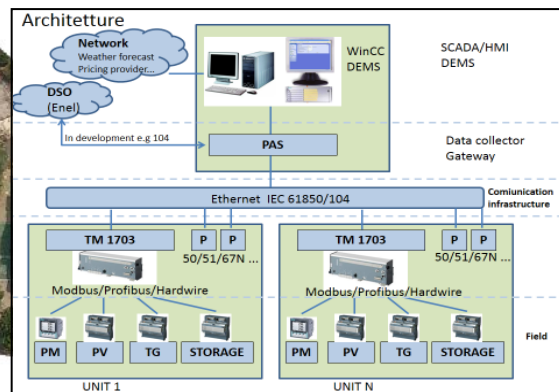 Architetture
Network
Weather forecast
Pricing provider...
WinCC
DEMS
SCADA/HMI
DEMS
DSO
(Enel)
In development e.g 104
PAS
Data collector
Gateway
Ethernet IEC 61850/104
Comiunication
infrastructure
TM 1703
P
P
50/51/67N ...
Modbus/Profibus/Hardwire
PM
PV
TG
STORAGE
UNIT 1
TM 1703
P
P
50/51/67N ...
Modbus/Profibus/Hardwire
PM
PV
TG
STORAGE
UNIT N
Field